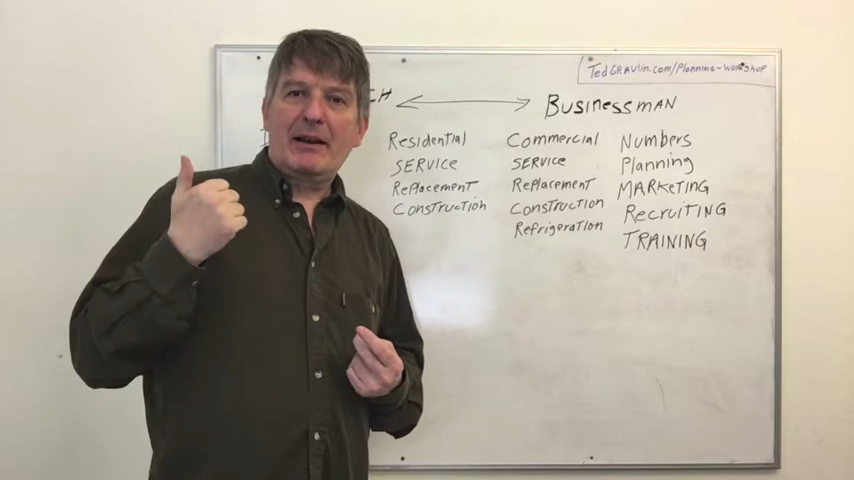 TedGRAVlin.com/Planning-Workshop
CH BusinessMAN
Residential
SERVICE
Replacement
Construction
Commercial
SERVICE
Replacement
Construction
Refrigeration
Numbers
Planning
MARKeTING
RecruiTING
TRAINING